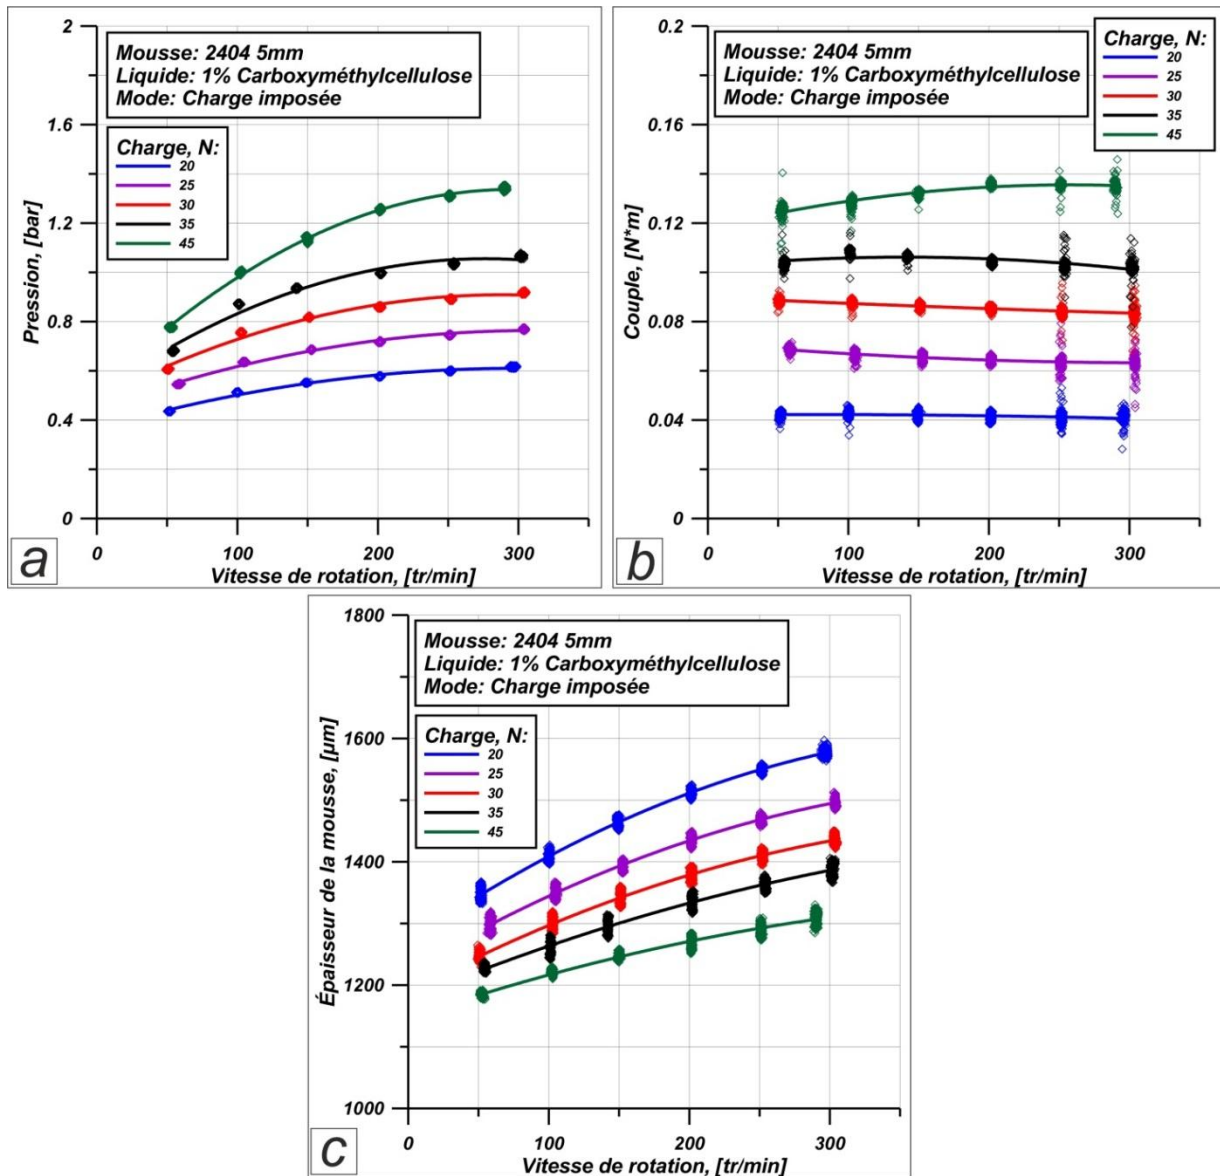 2
1.6
1.2
0.8
0.4
0
Pression, [bar]
Mousse: 2404 5mm
Liquide: 1% Carboxyméthylcellulose
Mode: Charge imposée
Charge, N:
20
25
30
35
45
0 100 200 300
Vitesse de rotation, [tr/min]
a
0.2
0.16
0.12
0.08
0.04
0
Couple, [N*m]
Mousse: 2404 5mm
Liquide: 1% Carboxyméthylcellulose
Mode: Charge imposée
Charge, N:
20
25
30
35
45
0 100 200 300
Vitesse de rotation, [tr/min]
b
1800
1600
1400
1200
1000
Épaisseur de la mousse, [µm]
Mousse: 2404 5mm
Liquide: 1% Carboxyméthylcellulose
Mode: Charge imposée
Charge, N:
20
25
30
35
45
0 100 200 300
Vitesse de rotation, [tr/min]
c